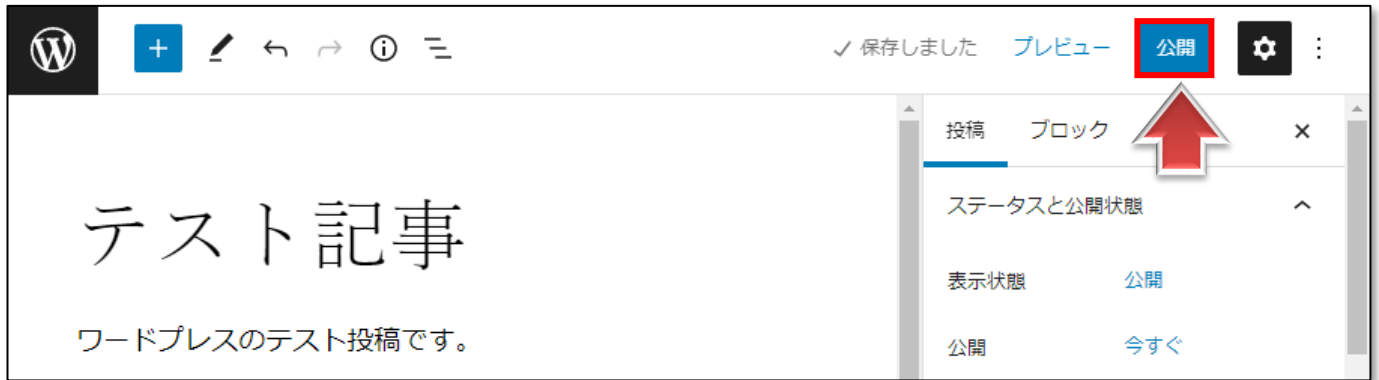 保存しました プレビュー 公開
投稿 ブロック
ステータスと公開状態
テスト記事
表示状態 公開
ワードプレスのテスト投稿です。
公開 今すぐ